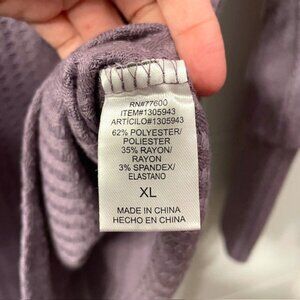 RN#77600
ITEM#1305943
ARTÍCILO#1305943
62% POLYESTER/
POLIESTER
35% RAYON/
RAYON
3% SPANDEX/
ELASTANO
XL
MADE IN CHINA
HECHO EN CHINA